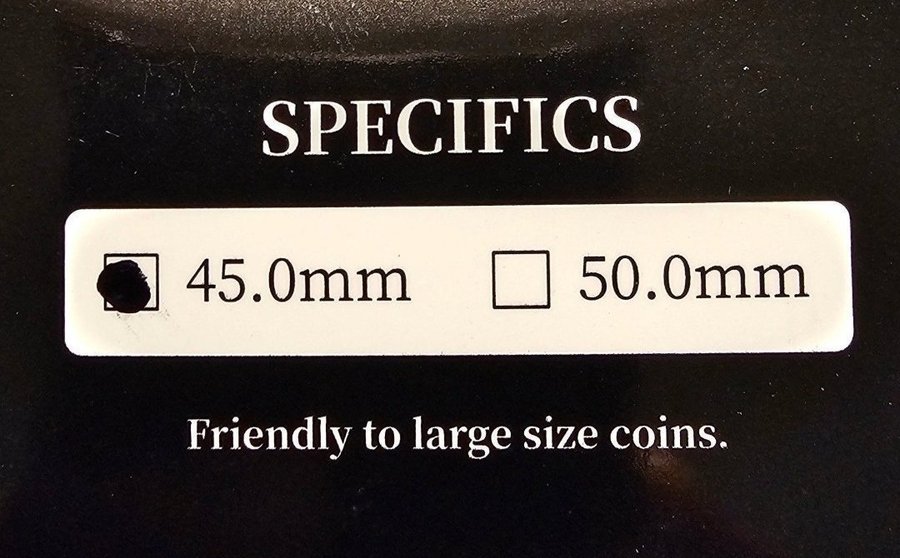 SPECIFICS
45.0mm 50.0mm
Friendly to large size coins.